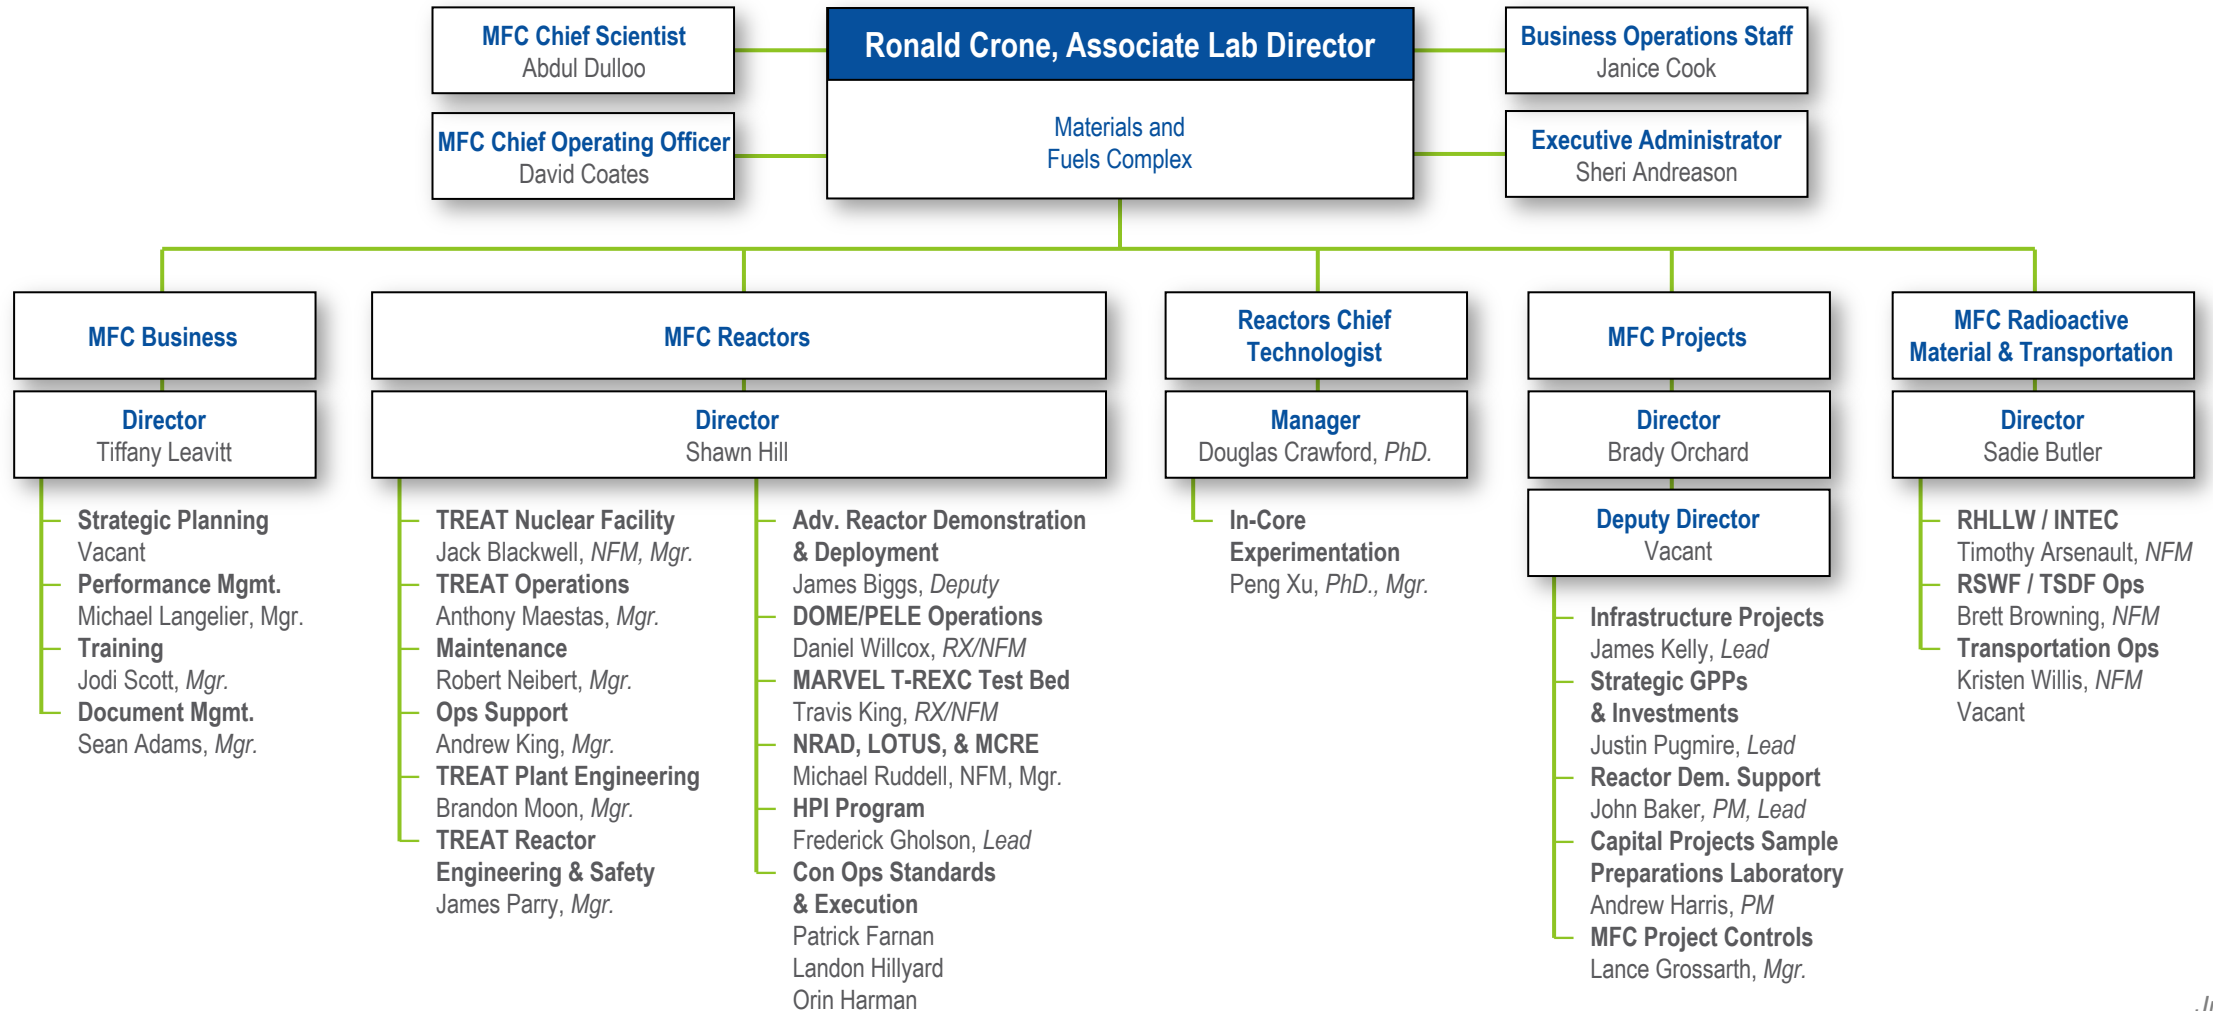 MFC Chief Scientist
Abdul Dulloo
MFC Chief Operating Officer
David Coates
Ronald Crone, Associate Lab Director
Materials and
Fuels Complex
Business Operations Staff
Janice Cook
Executive Administrator
Sheri Andreason
MFC Business
Director
Tiffany Leavitt
Strategic Planning
Vacant
Performance Mgmt.
Michael Langelier, Mgr.
Training
Jodi Scott, Mgr.
Document Mgmt.
Sean Adams, Mgr.
MFC Reactors
Director
Shawn Hill
TREAT Nuclear Facility
Jack Blackwell, NFM, Mgr.
TREAT Operations
Anthony Maestas, Mgr.
Maintenance
Robert Neibert, Mgr.
Ops Support
Andrew King, Mgr.
TREAT Plant Engineering
Brandon Moon, Mgr.
TREAT Reactor
Engineering & Safety
James Parry, Mgr.
Adv. Reactor Demonstration
& Deployment
James Biggs, Deputy
DOME/PELE Operations
Daniel Willcox, RX/NFM
MARVEL T-REXC Test Bed
Travis King, RX/NFM
NRAD, LOTUS, & MCRE
Michael Ruddell, NFM, Mgr.
HPI Program
Frederick Gholson, Lead
Con Ops Standards
& Execution
Patrick Farnan
Landon Hillyard
Orin Harman
Reactors Chief
Technologist
Manager
Douglas Crawford, PhD.
In-Core
Experimentation
Peng Xu, PhD., Mgr.
MFC Projects
Director
Brady Orchard
Deputy Director
Vacant
Infrastructure Projects
James Kelly, Lead
Strategic GPPs
& Investments
Justin Pugmire, Lead
Reactor Dem. Support
John Baker, PM, Lead
Capital Projects Sample
Preparations Laboratory
Andrew Harris, PM
MFC Project Controls
Lance Grossarth, Mgr.
MFC Radioactive
Material & Transportation
Director
Sadie Butler
RHLLW / INTEC
Timothy Arsenault, NFM
RSWF / TSDF Ops
Brett Browning, NFM
Transportation Ops
Kristen Willis, NFM
Vacant